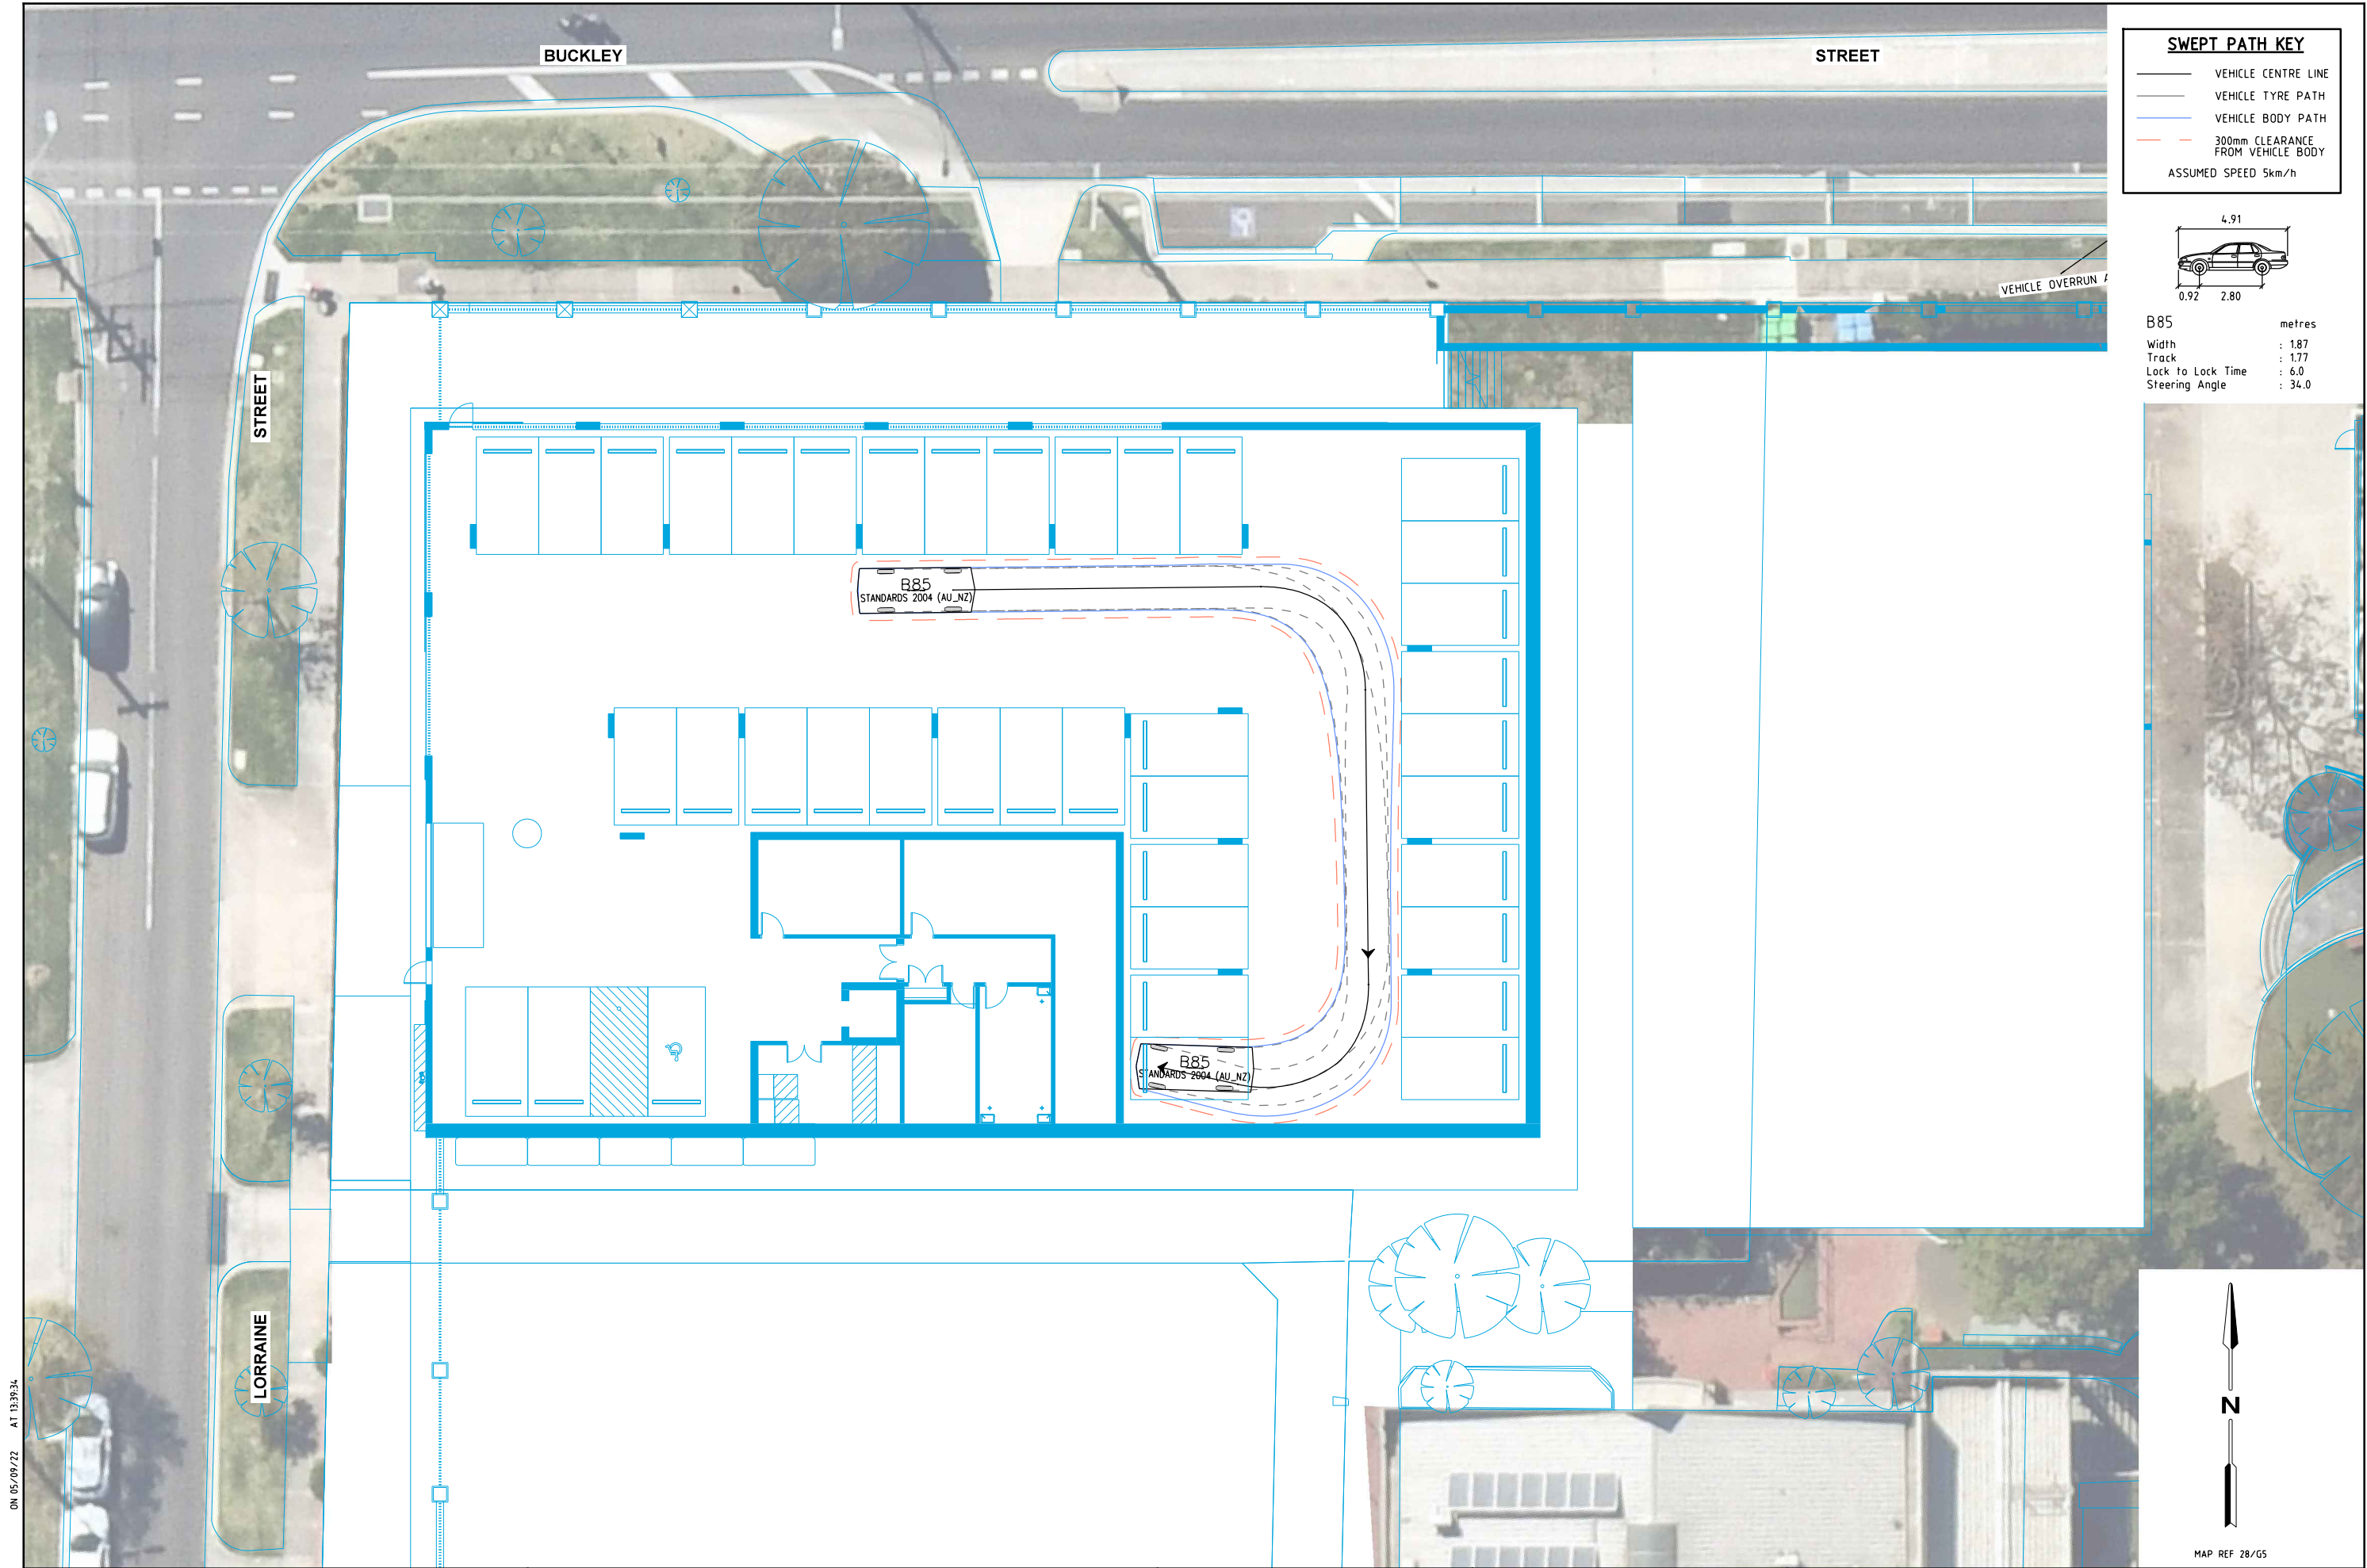 BUCKLEY
STREET
SWEPT PATH KEY
VEHICLE CENTRE LINE
VEHICLE TYRE PATH
VEHICLE BODY PATH
300mm CLEARANCE
FROM VEHICLE BODY
ASSUMED SPEED 5km/h
4.91
0.92 2.80
VEHICLE OVERRUN
B85 metres
Width : 1.87
Track : 1.77
Lock to Lock Time : 6.0
Steering Angle : 34.0
STREET
B85
STANDARDS 2004 (AU_NZ)
B85
STANDARDS 2004 (AU_NZ)
LORRAINE
N
MAP REF 28/G5
ON 05/09/22 AT 13:39:34